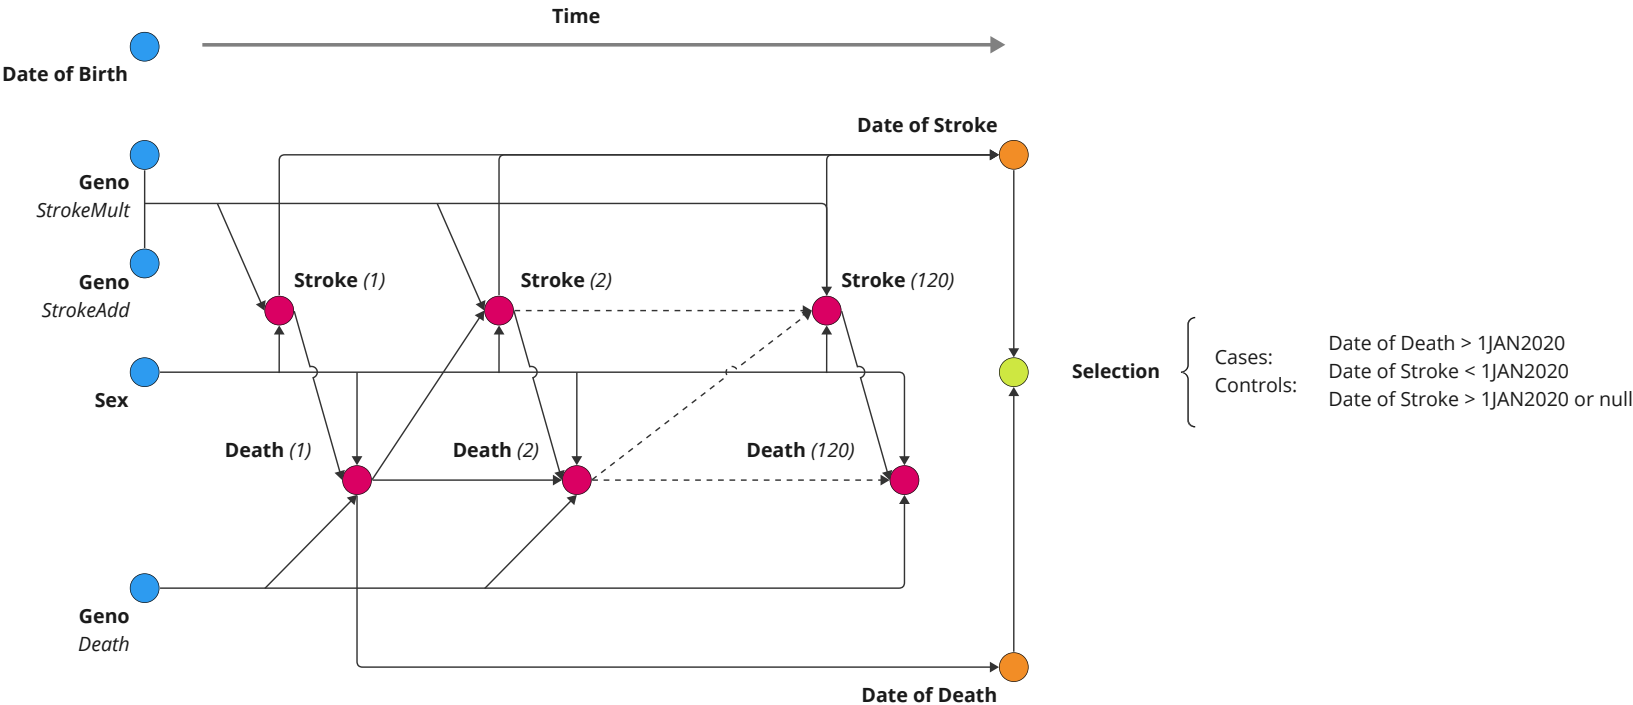 Time
Date of Birth
Date of Stroke
Geno
StrokeMult
Geno
StrokeAdd
Stroke (1)
Stroke (2)
Stroke (120)
Sex
Selection
Cases:
Controls:
Date of Death > 1JAN2020
Date of Stroke < 1JAN2020
Date of Stroke > 1JAN2020 or null
Death (1)
Death (2)
Death (120)
Geno
Death
Date of Death